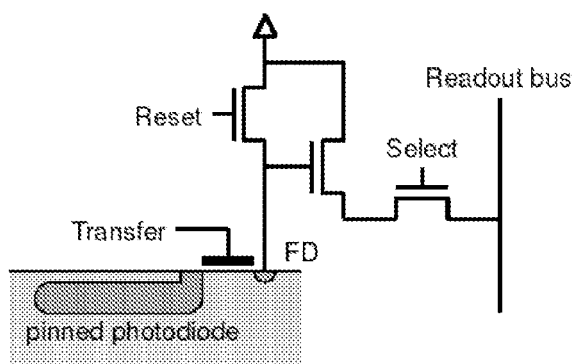 Readout bus
Reset
Select
Transfer
FD
pinned photodiode